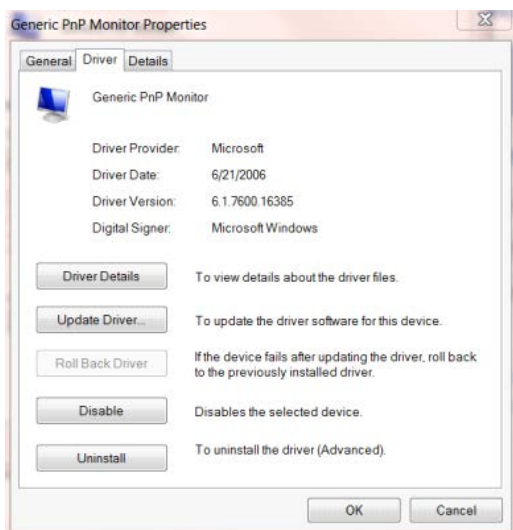 Generic PnP Monitor Properties
General Driver Details
Generic PnP Monitor
Driver Provider: Microsoft
Driver Date: 6/21/2006
Driver Version: 6.1.7600.16385
Digital Signer: Microsoft Windows
Driver Details To view details about the driver files.
Update Driver... To update the driver software for this device.
Roll Back Driver If the device fails after updating the driver, roll back
to the previously installed driver.
Disable Disables the selected device.
Uninstall To uninstall the driver (Advanced).
OK Cancel